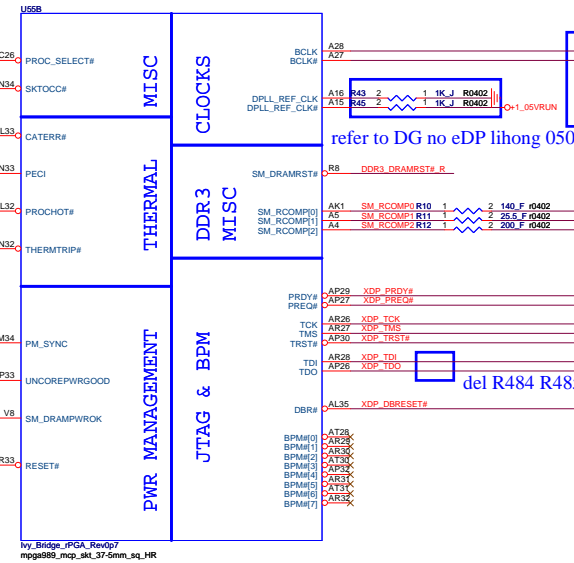 U55B
C26 PROC_SELECT#
N34 SKTOCC#
MISC
L33 CATERR#
N33 PECI
L32 PROCHOT#
N32 THERMTRIP#
THERMAL
M34 PM_SYNC
P33 UNCOREPWRGOOD
V8 SM_DRAMPWROK
R33 RESET#
PWR MANAGEMENT
CLOCKS
BCLK A28
BCLK# A27
DPLL_REF_CLK A16 R43 2 1 1K_J R0402
DPLL_REF_CLK# A15 R45 2 1 1K_J R0402
+1_05VRUN
refer to DG no eDP lihong 050
DDR3 MISC
SM_DRAMRST# R8 DDR3_DRAMRST#_R
SM_RCOMP[0] AK1 SM_RCOMP0 R10 1 2 140_F r0402
SM_RCOMP[1] A5 SM_RCOMP1 R11 1 2 25.5_F r0402
SM_RCOMP[2] A4 SM_RCOMP2 R12 1 2 200_F r0402
JTAG & BPM
PRDY# AP29 XDP_PRDY#
PREQ# AP27 XDP_PREQ#
TCK AR26 XDP_TCK
TMS AR27 XDP_TMS
TRST# AP30 XDP_TRST#
TDI AR28 XDP_TDI
TDO AP26 XDP_TDO
del R484 R485
DBR# AL35 XDP_DBRESET#
BPM#[0] AT28
BPM#[1] AR29
BPM#[2] AR30
BPM#[3] AT30
BPM#[4] AP32
BPM#[5] AR31
BPM#[6] AT31
BPM#[7] AR32
Ivy_Bridge_rPGA_Rev0p7
mpga989_mcp_skt_37-5mm_sq_HR